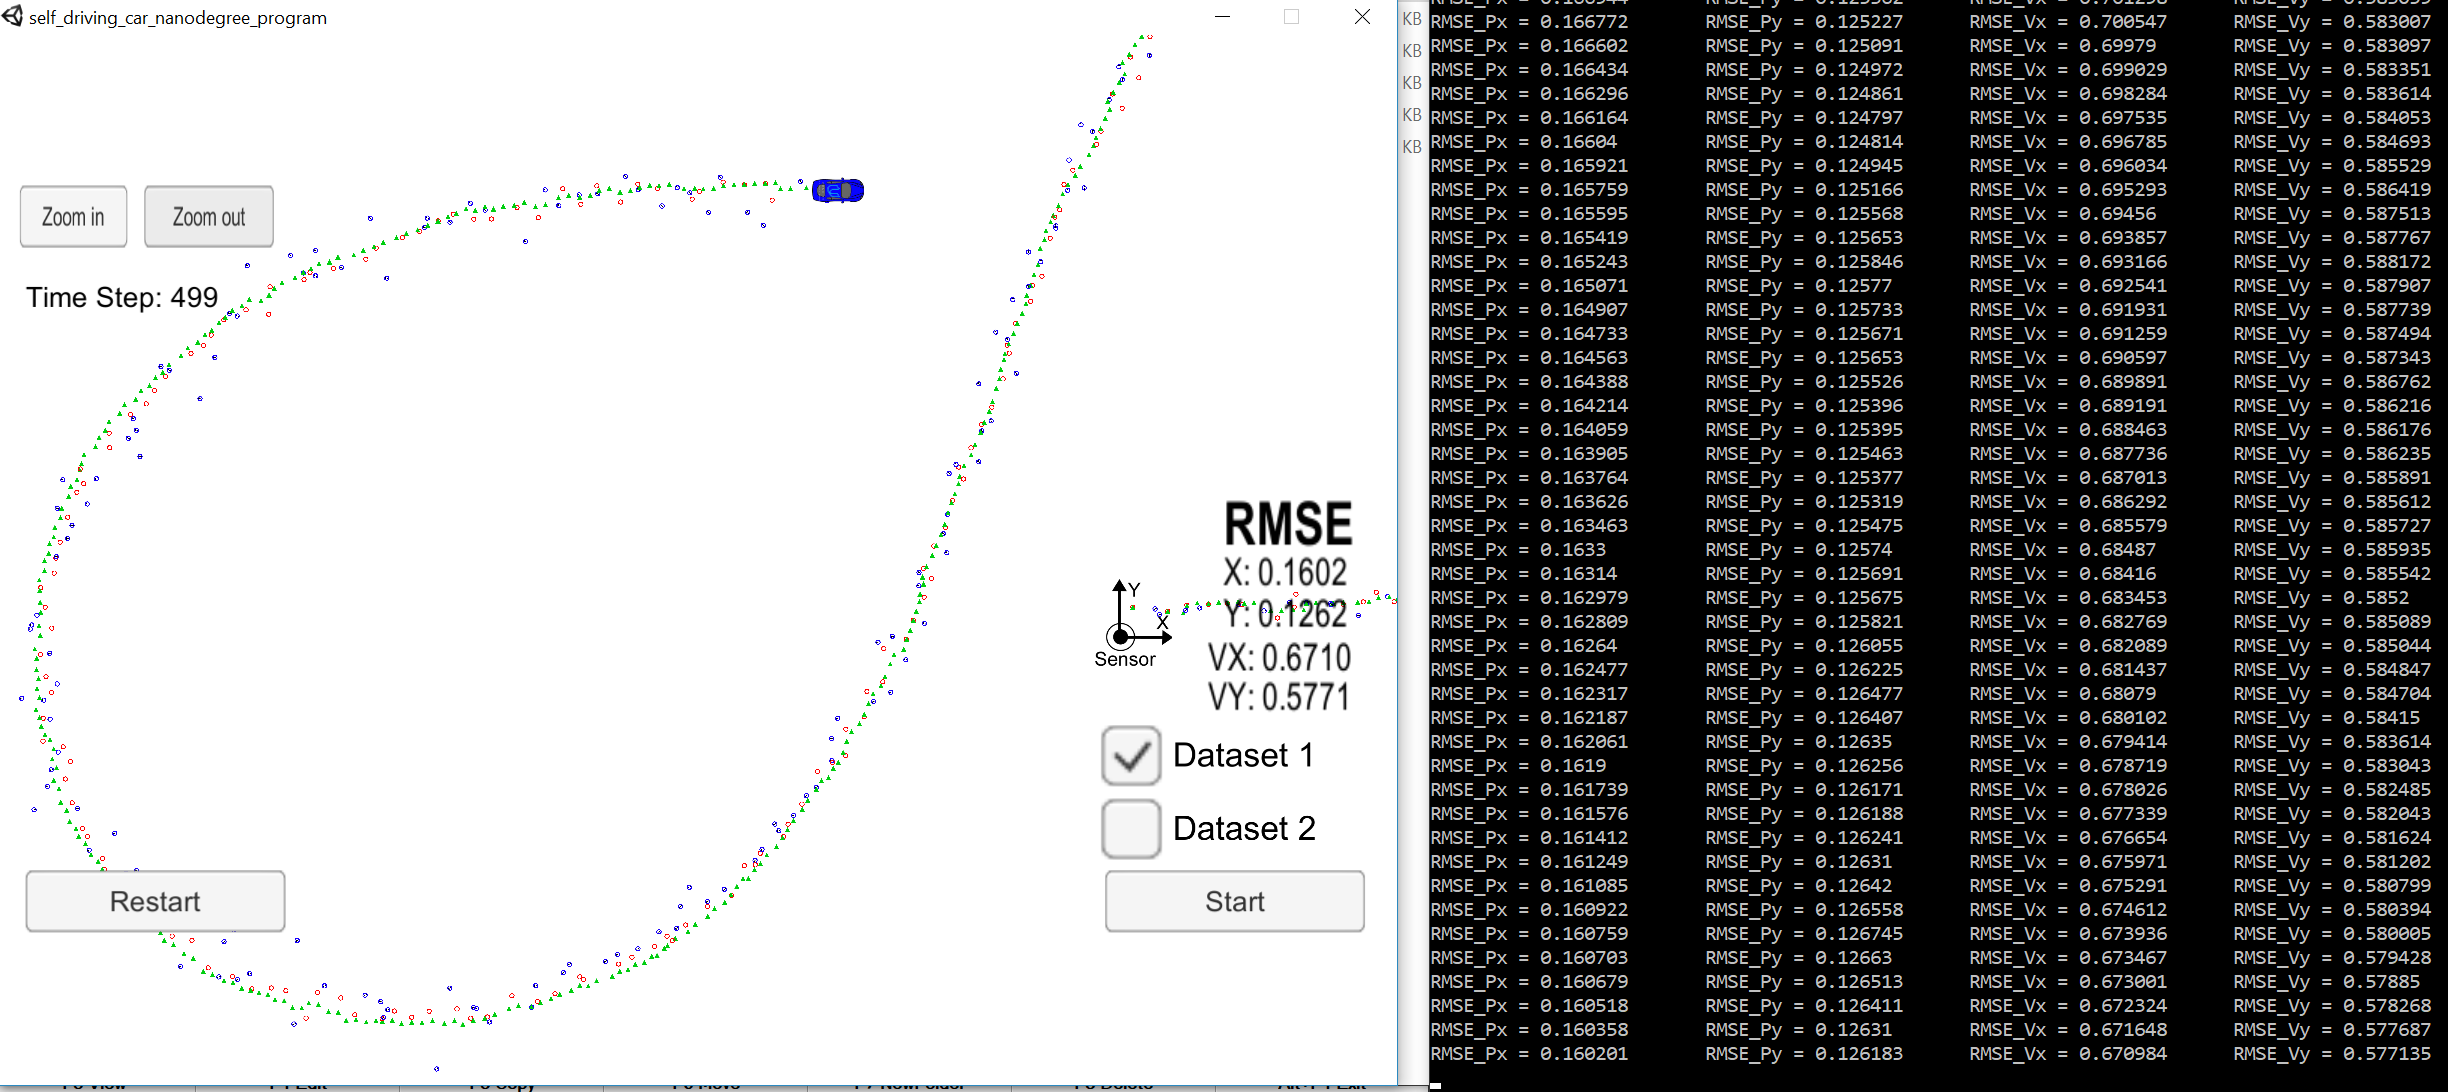 self_driving_car_nanodegree_program
Zoom in
Zoom out
Time Step: 499
RMSE
X: 0.1602
Y: 0.1262
VX: 0.6710
VY: 0.5771
Y
X
Sensor
Dataset 1
Dataset 2
Restart
Start
KB
KB
KB
KB
KB
RMSE_Px = 0.166772 RMSE_Py = 0.125227 RMSE_Vx = 0.700547 RMSE_Vy = 0.583007
RMSE_Px = 0.166602 RMSE_Py = 0.125091 RMSE_Vx = 0.69979 RMSE_Vy = 0.583097
RMSE_Px = 0.166434 RMSE_Py = 0.124972 RMSE_Vx = 0.699029 RMSE_Vy = 0.583351
RMSE_Px = 0.166296 RMSE_Py = 0.124861 RMSE_Vx = 0.698284 RMSE_Vy = 0.583614
RMSE_Px = 0.166164 RMSE_Py = 0.124797 RMSE_Vx = 0.697535 RMSE_Vy = 0.584053
RMSE_Px = 0.16604 RMSE_Py = 0.124814 RMSE_Vx = 0.696785 RMSE_Vy = 0.584693
RMSE_Px = 0.165921 RMSE_Py = 0.124945 RMSE_Vx = 0.696034 RMSE_Vy = 0.585529
RMSE_Px = 0.165759 RMSE_Py = 0.125166 RMSE_Vx = 0.695293 RMSE_Vy = 0.586419
RMSE_Px = 0.165595 RMSE_Py = 0.125568 RMSE_Vx = 0.69456 RMSE_Vy = 0.587513
RMSE_Px = 0.165419 RMSE_Py = 0.125653 RMSE_Vx = 0.693857 RMSE_Vy = 0.587767
RMSE_Px = 0.165243 RMSE_Py = 0.125846 RMSE_Vx = 0.693166 RMSE_Vy = 0.588172
RMSE_Px = 0.165071 RMSE_Py = 0.12577 RMSE_Vx = 0.692541 RMSE_Vy = 0.587907
RMSE_Px = 0.164907 RMSE_Py = 0.125733 RMSE_Vx = 0.691931 RMSE_Vy = 0.587739
RMSE_Px = 0.164733 RMSE_Py = 0.125671 RMSE_Vx = 0.691259 RMSE_Vy = 0.587494
RMSE_Px = 0.164563 RMSE_Py = 0.125653 RMSE_Vx = 0.690597 RMSE_Vy = 0.587343
RMSE_Px = 0.164388 RMSE_Py = 0.125526 RMSE_Vx = 0.689891 RMSE_Vy = 0.586762
RMSE_Px = 0.164214 RMSE_Py = 0.125396 RMSE_Vx = 0.689191 RMSE_Vy = 0.586216
RMSE_Px = 0.164059 RMSE_Py = 0.125395 RMSE_Vx = 0.688463 RMSE_Vy = 0.586176
RMSE_Px = 0.163905 RMSE_Py = 0.125463 RMSE_Vx = 0.687736 RMSE_Vy = 0.586235
RMSE_Px = 0.163764 RMSE_Py = 0.125377 RMSE_Vx = 0.687013 RMSE_Vy = 0.585891
RMSE_Px = 0.163626 RMSE_Py = 0.125319 RMSE_Vx = 0.686292 RMSE_Vy = 0.585612
RMSE_Px = 0.163463 RMSE_Py = 0.125475 RMSE_Vx = 0.685579 RMSE_Vy = 0.585727
RMSE_Px = 0.1633 RMSE_Py = 0.12574 RMSE_Vx = 0.68487 RMSE_Vy = 0.585935
RMSE_Px = 0.16314 RMSE_Py = 0.125691 RMSE_Vx = 0.68416 RMSE_Vy = 0.585542
RMSE_Px = 0.162979 RMSE_Py = 0.125675 RMSE_Vx = 0.683453 RMSE_Vy = 0.5852
RMSE_Px = 0.162809 RMSE_Py = 0.125821 RMSE_Vx = 0.682769 RMSE_Vy = 0.585089
RMSE_Px = 0.16264 RMSE_Py = 0.126055 RMSE_Vx = 0.682089 RMSE_Vy = 0.585044
RMSE_Px = 0.162477 RMSE_Py = 0.126225 RMSE_Vx = 0.681437 RMSE_Vy = 0.584847
RMSE_Px = 0.162317 RMSE_Py = 0.126477 RMSE_Vx = 0.68079 RMSE_Vy = 0.584704
RMSE_Px = 0.162187 RMSE_Py = 0.126407 RMSE_Vx = 0.680102 RMSE_Vy = 0.58415
RMSE_Px = 0.162061 RMSE_Py = 0.12635 RMSE_Vx = 0.679414 RMSE_Vy = 0.583614
RMSE_Px = 0.1619 RMSE_Py = 0.126256 RMSE_Vx = 0.678719 RMSE_Vy = 0.583043
RMSE_Px = 0.161739 RMSE_Py = 0.126171 RMSE_Vx = 0.678026 RMSE_Vy = 0.582485
RMSE_Px = 0.161576 RMSE_Py = 0.126188 RMSE_Vx = 0.677339 RMSE_Vy = 0.582043
RMSE_Px = 0.161412 RMSE_Py = 0.126241 RMSE_Vx = 0.676654 RMSE_Vy = 0.581624
RMSE_Px = 0.161249 RMSE_Py = 0.12631 RMSE_Vx = 0.675971 RMSE_Vy = 0.581202
RMSE_Px = 0.161085 RMSE_Py = 0.12642 RMSE_Vx = 0.675291 RMSE_Vy = 0.580799
RMSE_Px = 0.160922 RMSE_Py = 0.126558 RMSE_Vx = 0.674612 RMSE_Vy = 0.580394
RMSE_Px = 0.160759 RMSE_Py = 0.126745 RMSE_Vx = 0.673936 RMSE_Vy = 0.580005
RMSE_Px = 0.160703 RMSE_Py = 0.12663 RMSE_Vx = 0.673467 RMSE_Vy = 0.579428
RMSE_Px = 0.160679 RMSE_Py = 0.126513 RMSE_Vx = 0.673001 RMSE_Vy = 0.57885
RMSE_Px = 0.160518 RMSE_Py = 0.126411 RMSE_Vx = 0.672324 RMSE_Vy = 0.578268
RMSE_Px = 0.160358 RMSE_Py = 0.12631 RMSE_Vx = 0.671648 RMSE_Vy = 0.577687
RMSE_Px = 0.160201 RMSE_Py = 0.126183 RMSE_Vx = 0.670984 RMSE_Vy = 0.577135